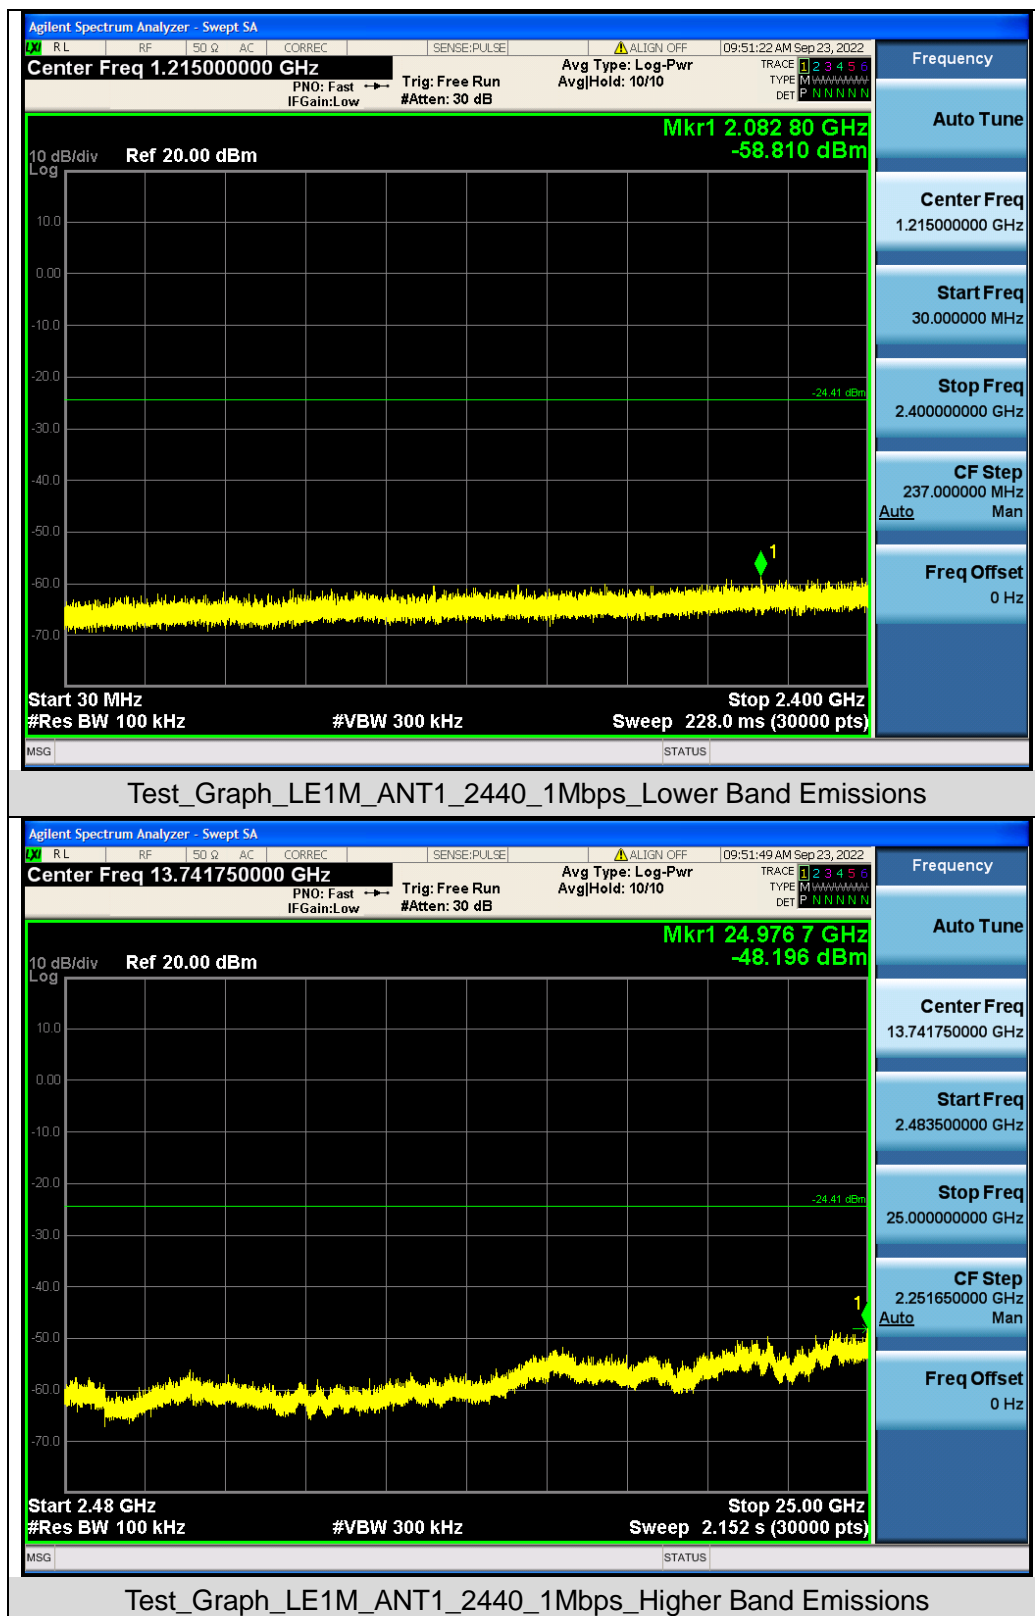 Agilent Spectrum Analyzer - Swept SA
LXI RL RF 50 Ω AC CORREC SENSE:PULSE ALIGN OFF 09:51:22 AM Sep 23, 2022
Center Freq 1.215000000 GHz
PNO: Fast
IFGain:Low
Trig: Free Run
#Atten: 30 dB
Avg Type: Log-Pwr
Avg|Hold: 10/10
TRACE 1 2 3 4 5 6
TYPE M
DET P N N N N N
Mkr1 2.082 80 GHz
-58.810 dBm
10 dB/div Ref 20.00 dBm
Log
10.0
0.00
-10.0
-20.0
-24.41 dBm
-30.0
-40.0
-50.0
1
-60.0
-70.0
Start 30 MHz Stop 2.400 GHz
#Res BW 100 kHz #VBW 300 kHz Sweep 228.0 ms (30000 pts)
MSG STATUS
Frequency
Auto Tune
Center Freq
1.215000000 GHz
Start Freq
30.000000 MHz
Stop Freq
2.400000000 GHz
CF Step
237.000000 MHz
Auto Man
Freq Offset
0 Hz
Test_Graph_LE1M_ANT1_2440_1Mbps_Lower Band Emissions
Agilent Spectrum Analyzer - Swept SA
LXI RL RF 50 Ω AC CORREC SENSE:PULSE ALIGN OFF 09:51:49 AM Sep 23, 2022
Center Freq 13.741750000 GHz
PNO: Fast
IFGain:Low
Trig: Free Run
#Atten: 30 dB
Avg Type: Log-Pwr
Avg|Hold: 10/10
TRACE 1 2 3 4 5 6
TYPE M
DET P N N N N N
Mkr1 24.976 7 GHz
-48.196 dBm
10 dB/div Ref 20.00 dBm
Log
10.0
0.00
-10.0
-20.0
-24.41 dBm
-30.0
-40.0
1
-50.0
-60.0
-70.0
Start 2.48 GHz Stop 25.00 GHz
#Res BW 100 kHz #VBW 300 kHz Sweep 2.152 s (30000 pts)
MSG STATUS
Frequency
Auto Tune
Center Freq
13.741750000 GHz
Start Freq
2.483500000 GHz
Stop Freq
25.000000000 GHz
CF Step
2.251650000 GHz
Auto Man
Freq Offset
0 Hz
Test_Graph_LE1M_ANT1_2440_1Mbps_Higher Band Emissions